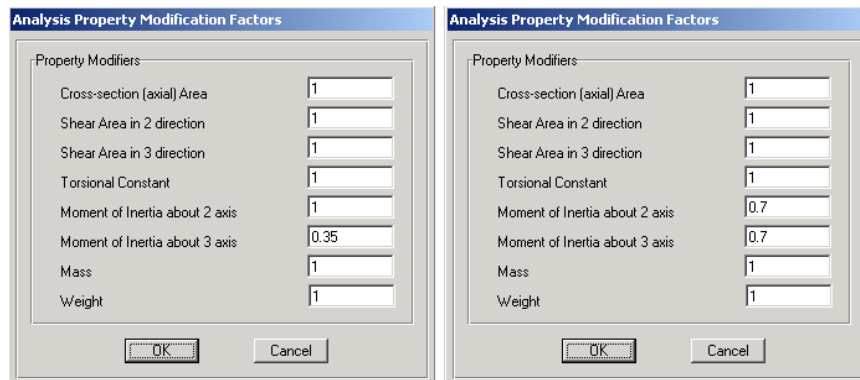 Analysis Property Modification Factors
Property Modifiers
Cross-section (axial) Area 1
Shear Area in 2 direction 1
Shear Area in 3 direction 1
Torsional Constant 1
Moment of Inertia about 2 axis 1
Moment of Inertia about 3 axis 0.35
Mass 1
Weight 1
OK Cancel
Analysis Property Modification Factors
Property Modifiers
Cross-section (axial) Area 1
Shear Area in 2 direction 1
Shear Area in 3 direction 1
Torsional Constant 1
Moment of Inertia about 2 axis 0.7
Moment of Inertia about 3 axis 0.7
Mass 1
Weight 1
OK Cancel